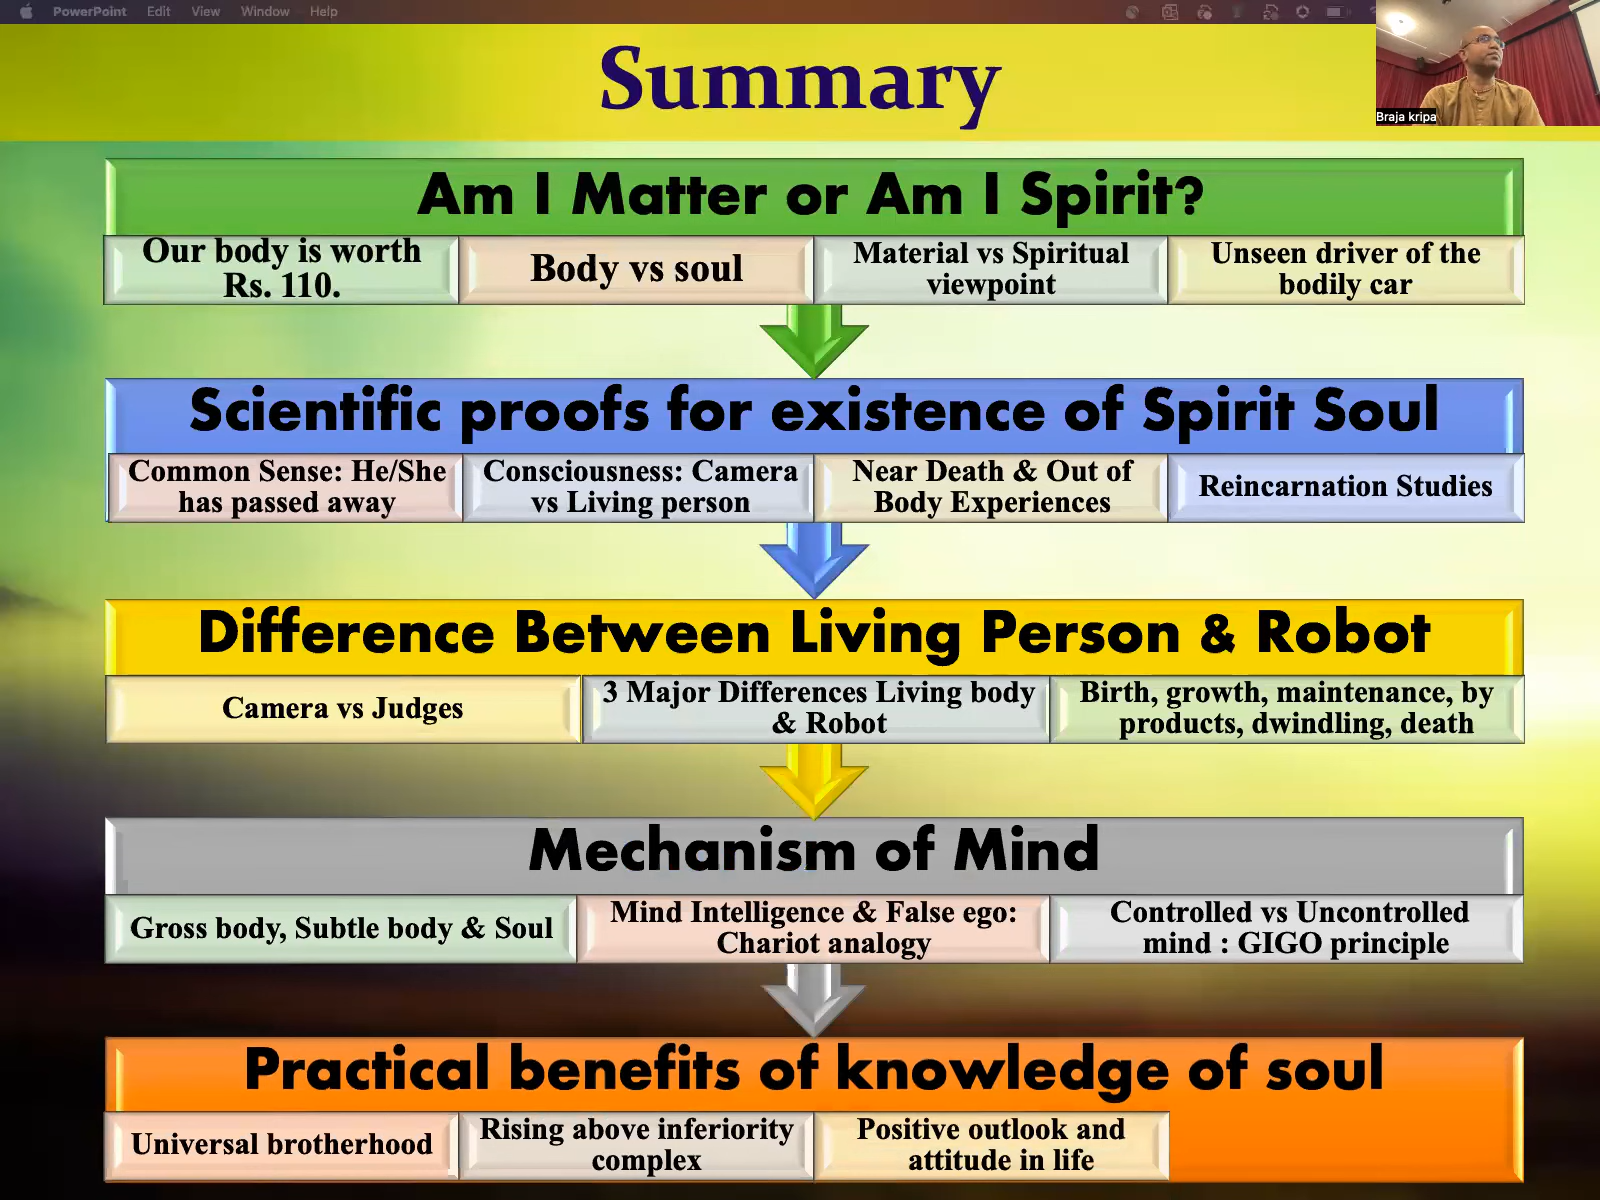 PowerPoint Edit View Window Help
Summary
Braja kripa
Am I Matter or Am I Spirit?
Our body is worth
Rs. 110.
Body vs soul
Material vs Spiritual
viewpoint
Unseen driver of the
bodily car
Scientific proofs for existence of Spirit Soul
Common Sense: He/She
has passed away
Consciousness: Camera
vs Living person
Near Death & Out of
Body Experiences
Reincarnation Studies
Difference Between Living Person & Robot
Camera vs Judges
3 Major Differences Living body
& Robot
Birth, growth, maintenance, by
products, dwindling, death
Mechanism of Mind
Gross body, Subtle body & Soul
Mind Intelligence & False ego:
Chariot analogy
Controlled vs Uncontrolled
mind : GIGO principle
Practical benefits of knowledge of soul
Universal brotherhood
Rising above inferiority
complex
Positive outlook and
attitude in life